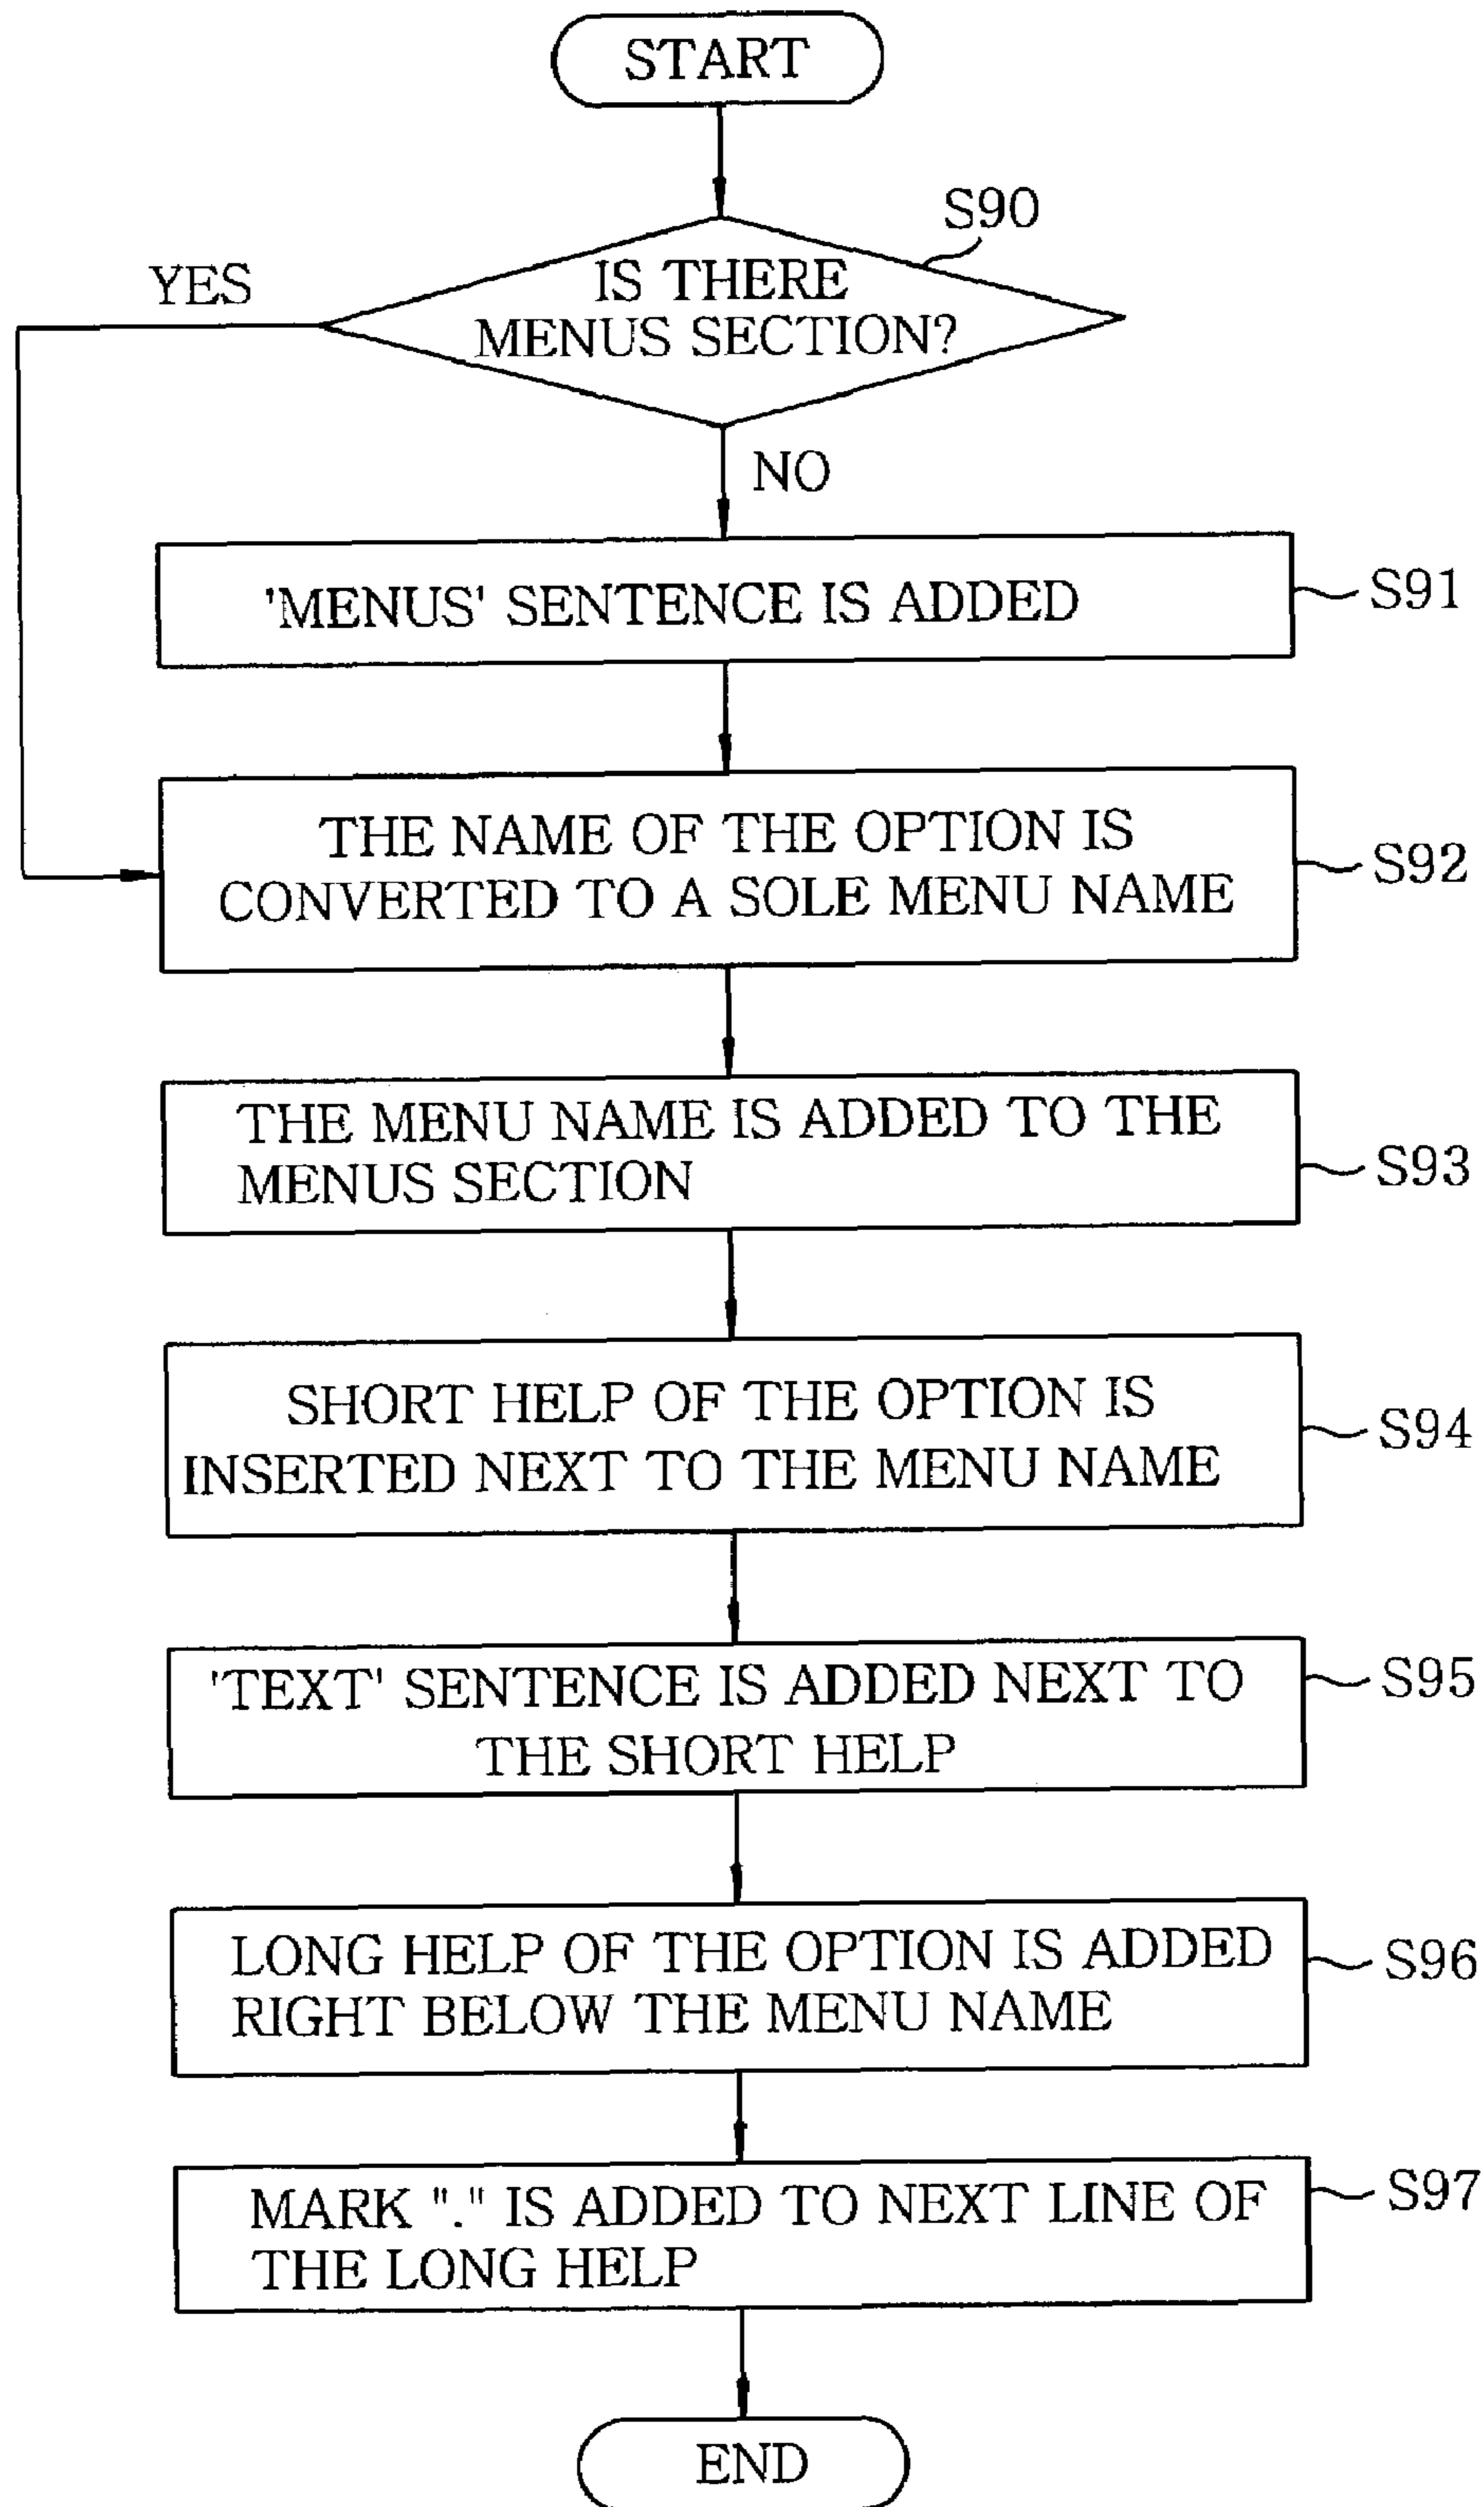 START
S90
YES
IS THERE
MENUS SECTION?
NO
'MENUS' SENTENCE IS ADDED
S91
THE NAME OF THE OPTION IS
CONVERTED TO A SOLE MENU NAME
S92
THE MENU NAME IS ADDED TO THE
MENUS SECTION
S93
SHORT HELP OF THE OPTION IS
INSERTED NEXT TO THE MENU NAME
S94
'TEXT' SENTENCE IS ADDED NEXT TO
THE SHORT HELP
S95
LONG HELP OF THE OPTION IS ADDED
RIGHT BELOW THE MENU NAME
S96
MARK "." IS ADDED TO NEXT LINE OF
THE LONG HELP
S97
END